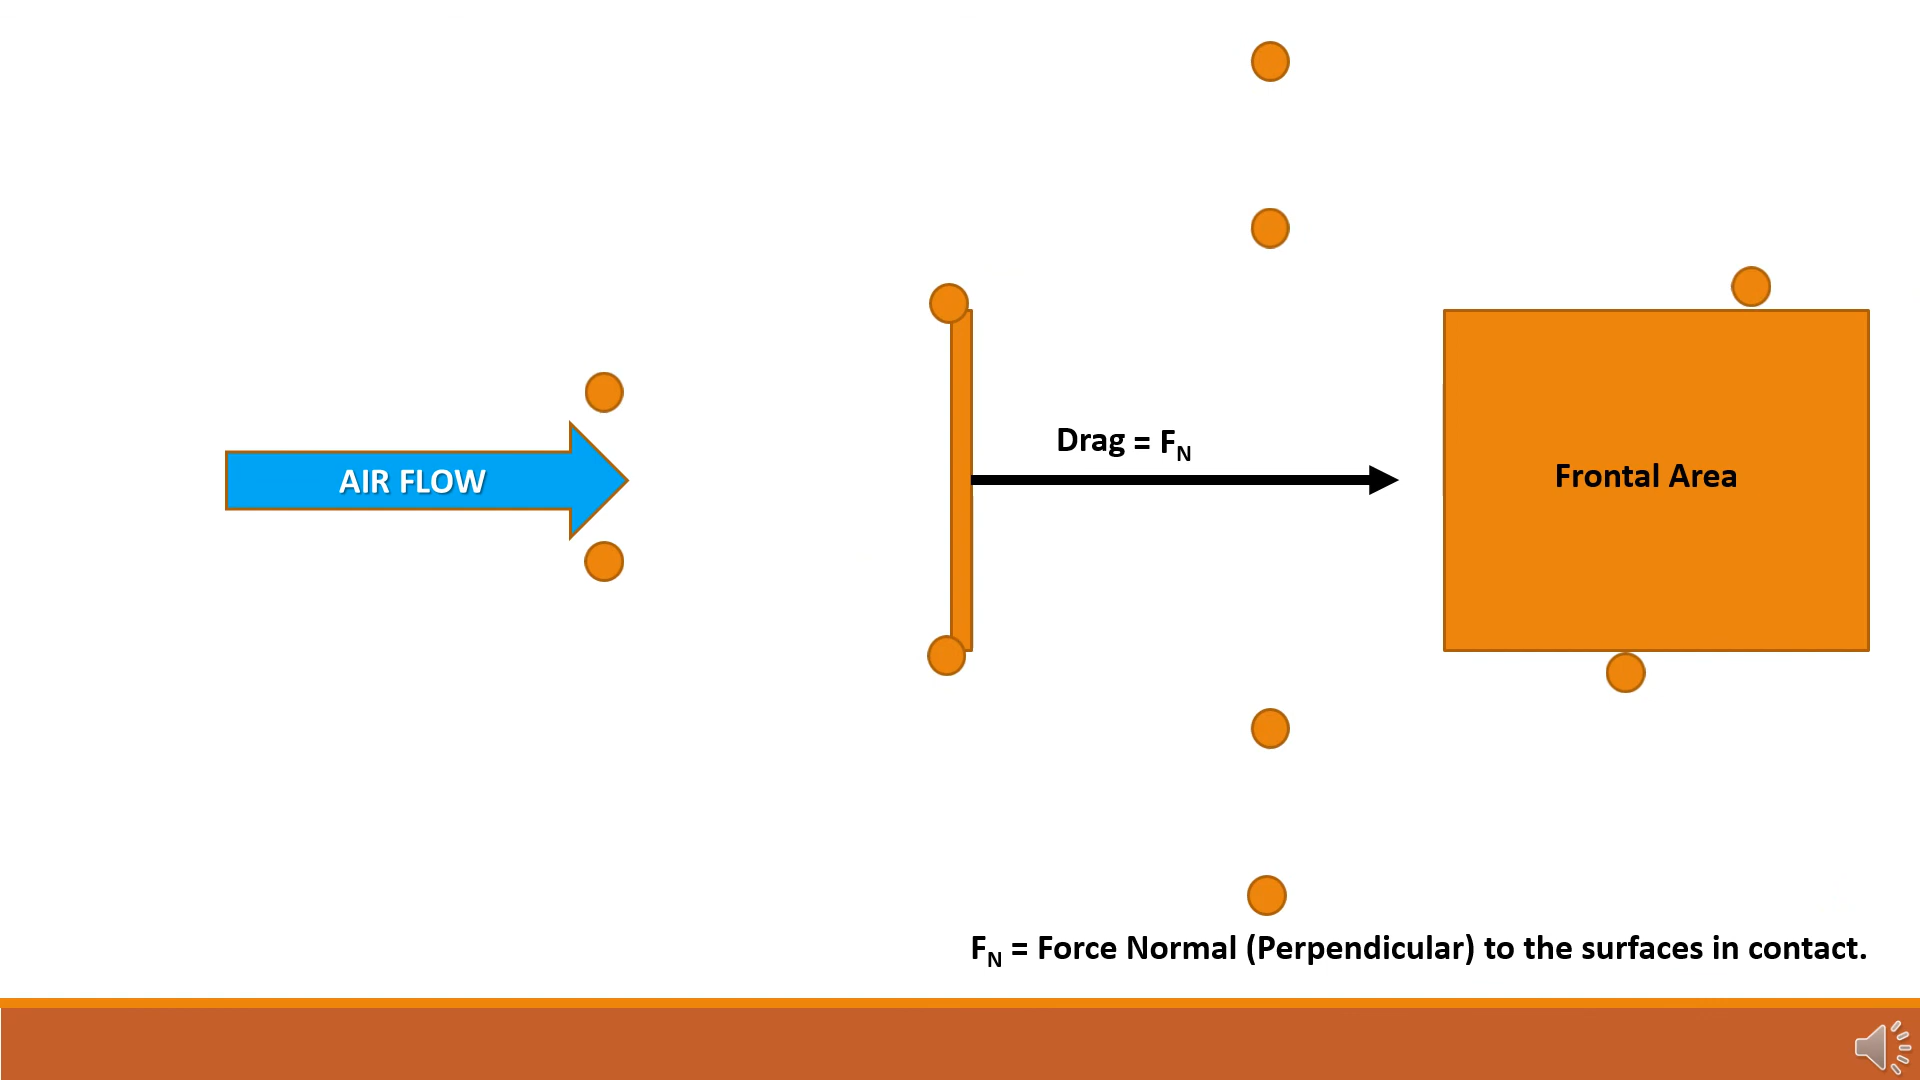 Drag = FN
AIR FLOW
Frontal Area
FN = Force Normal (Perpendicular) to the surfaces in contact.